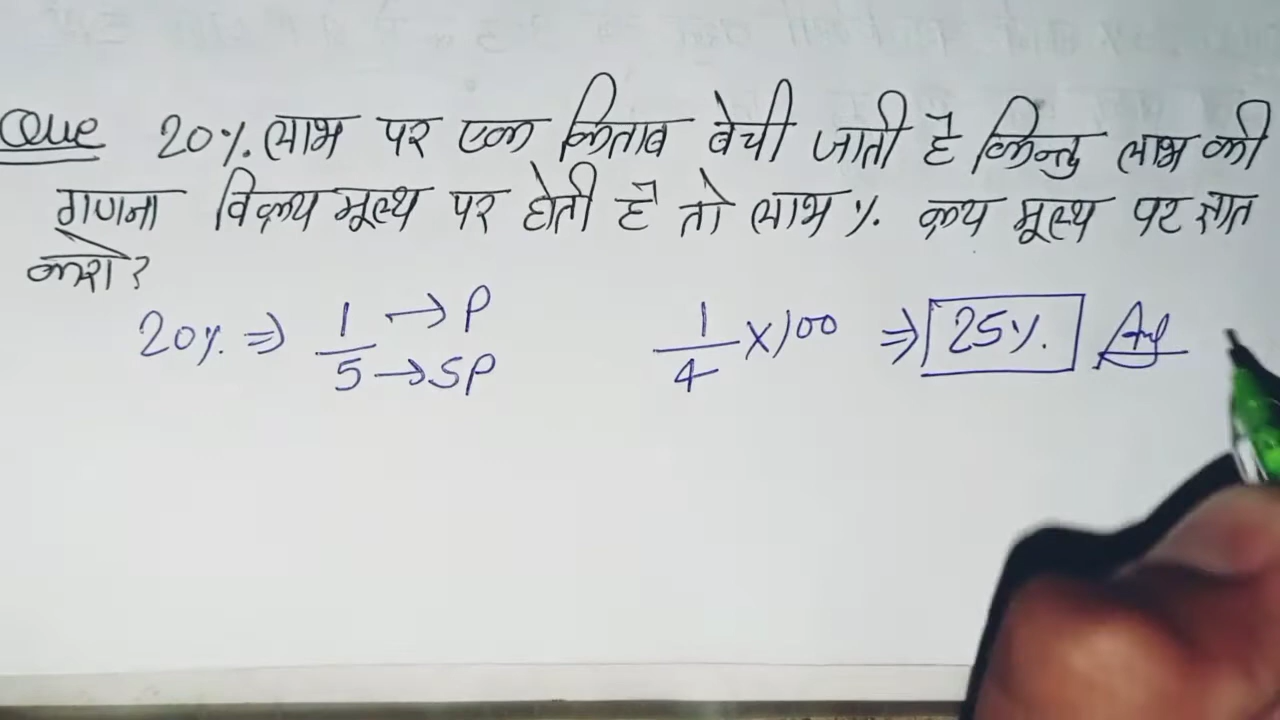 Que 20% लाभ पर एक किताब बेची जाती है किन्तु लाभ की
गणना विक्रय मूल्य पर होती है तो लाभ % क्रय मूल्य पर ज्ञात
करो?
20% ⇒ 1/5 → P → SP 1/4 × 100 ⇒ 25% Ans